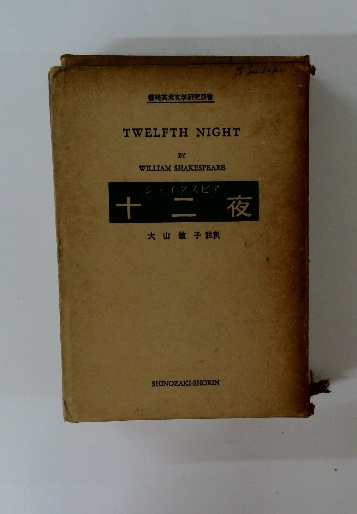 篠崎英米文学研究双書
TWELFTH NIGHT
BY
WILLIAM SHAKESPEARE
シェイクスピア
十二夜
大山敏子註釈
SHINOZAKI-SHORIN